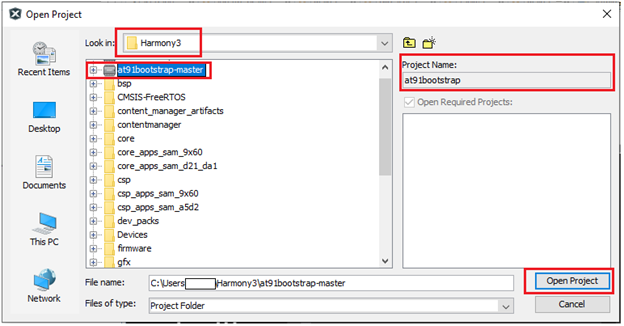 Open Project
Look in:
Harmony3
Recent Items
Desktop
Documents
This PC
Network
at91bootstrap-master
bsp
CMSIS-FreeRTOS
content_manager_artifacts
contentmanager
core
core_apps_sam_9x60
core_apps_sam_d21_da1
csp
csp_apps_sam_9x60
csp_apps_sam_a5d2
dev_packs
Devices
firmware
gfx
Project Name:
at91bootstrap
Open Required Projects:
File name:
C:\Users\ Harmony3\at91bootstrap-master
Files of type:
Project Folder
Open Project
Cancel